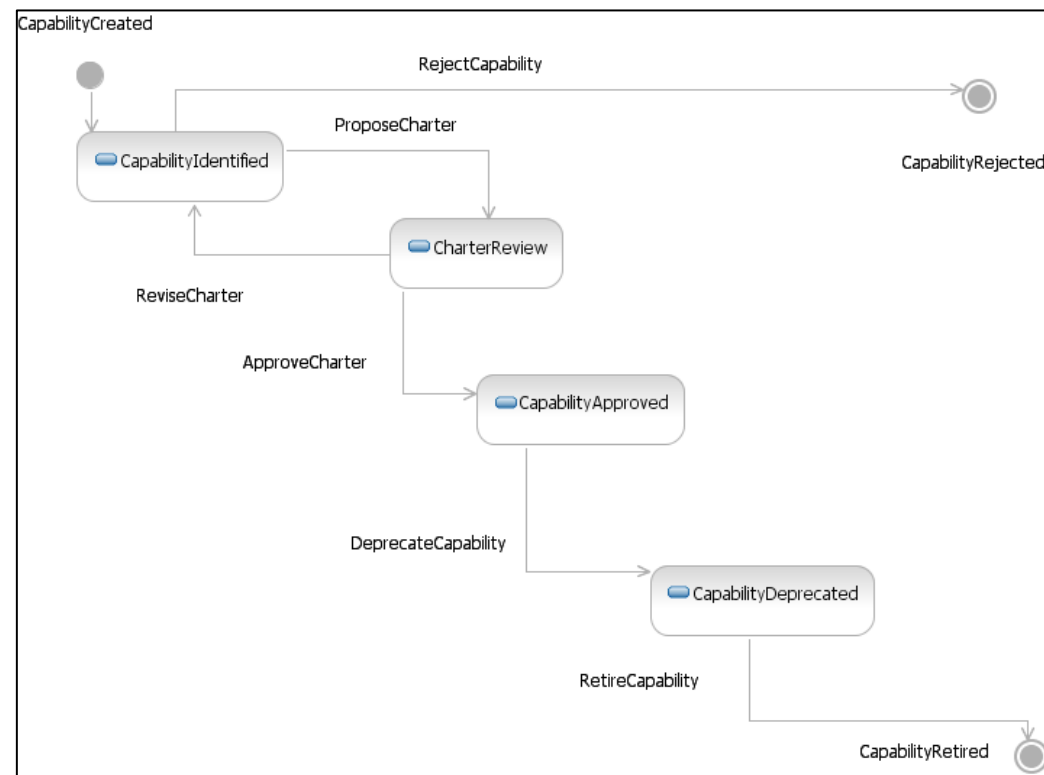 CapabilityCreated
RejectCapability
ProposeCharter
CapabilityIdentified
CapabilityRejected
CharterReview
ReviseCharter
ApproveCharter
CapabilityApproved
DeprecateCapability
CapabilityDeprecated
RetireCapability
CapabilityRetired